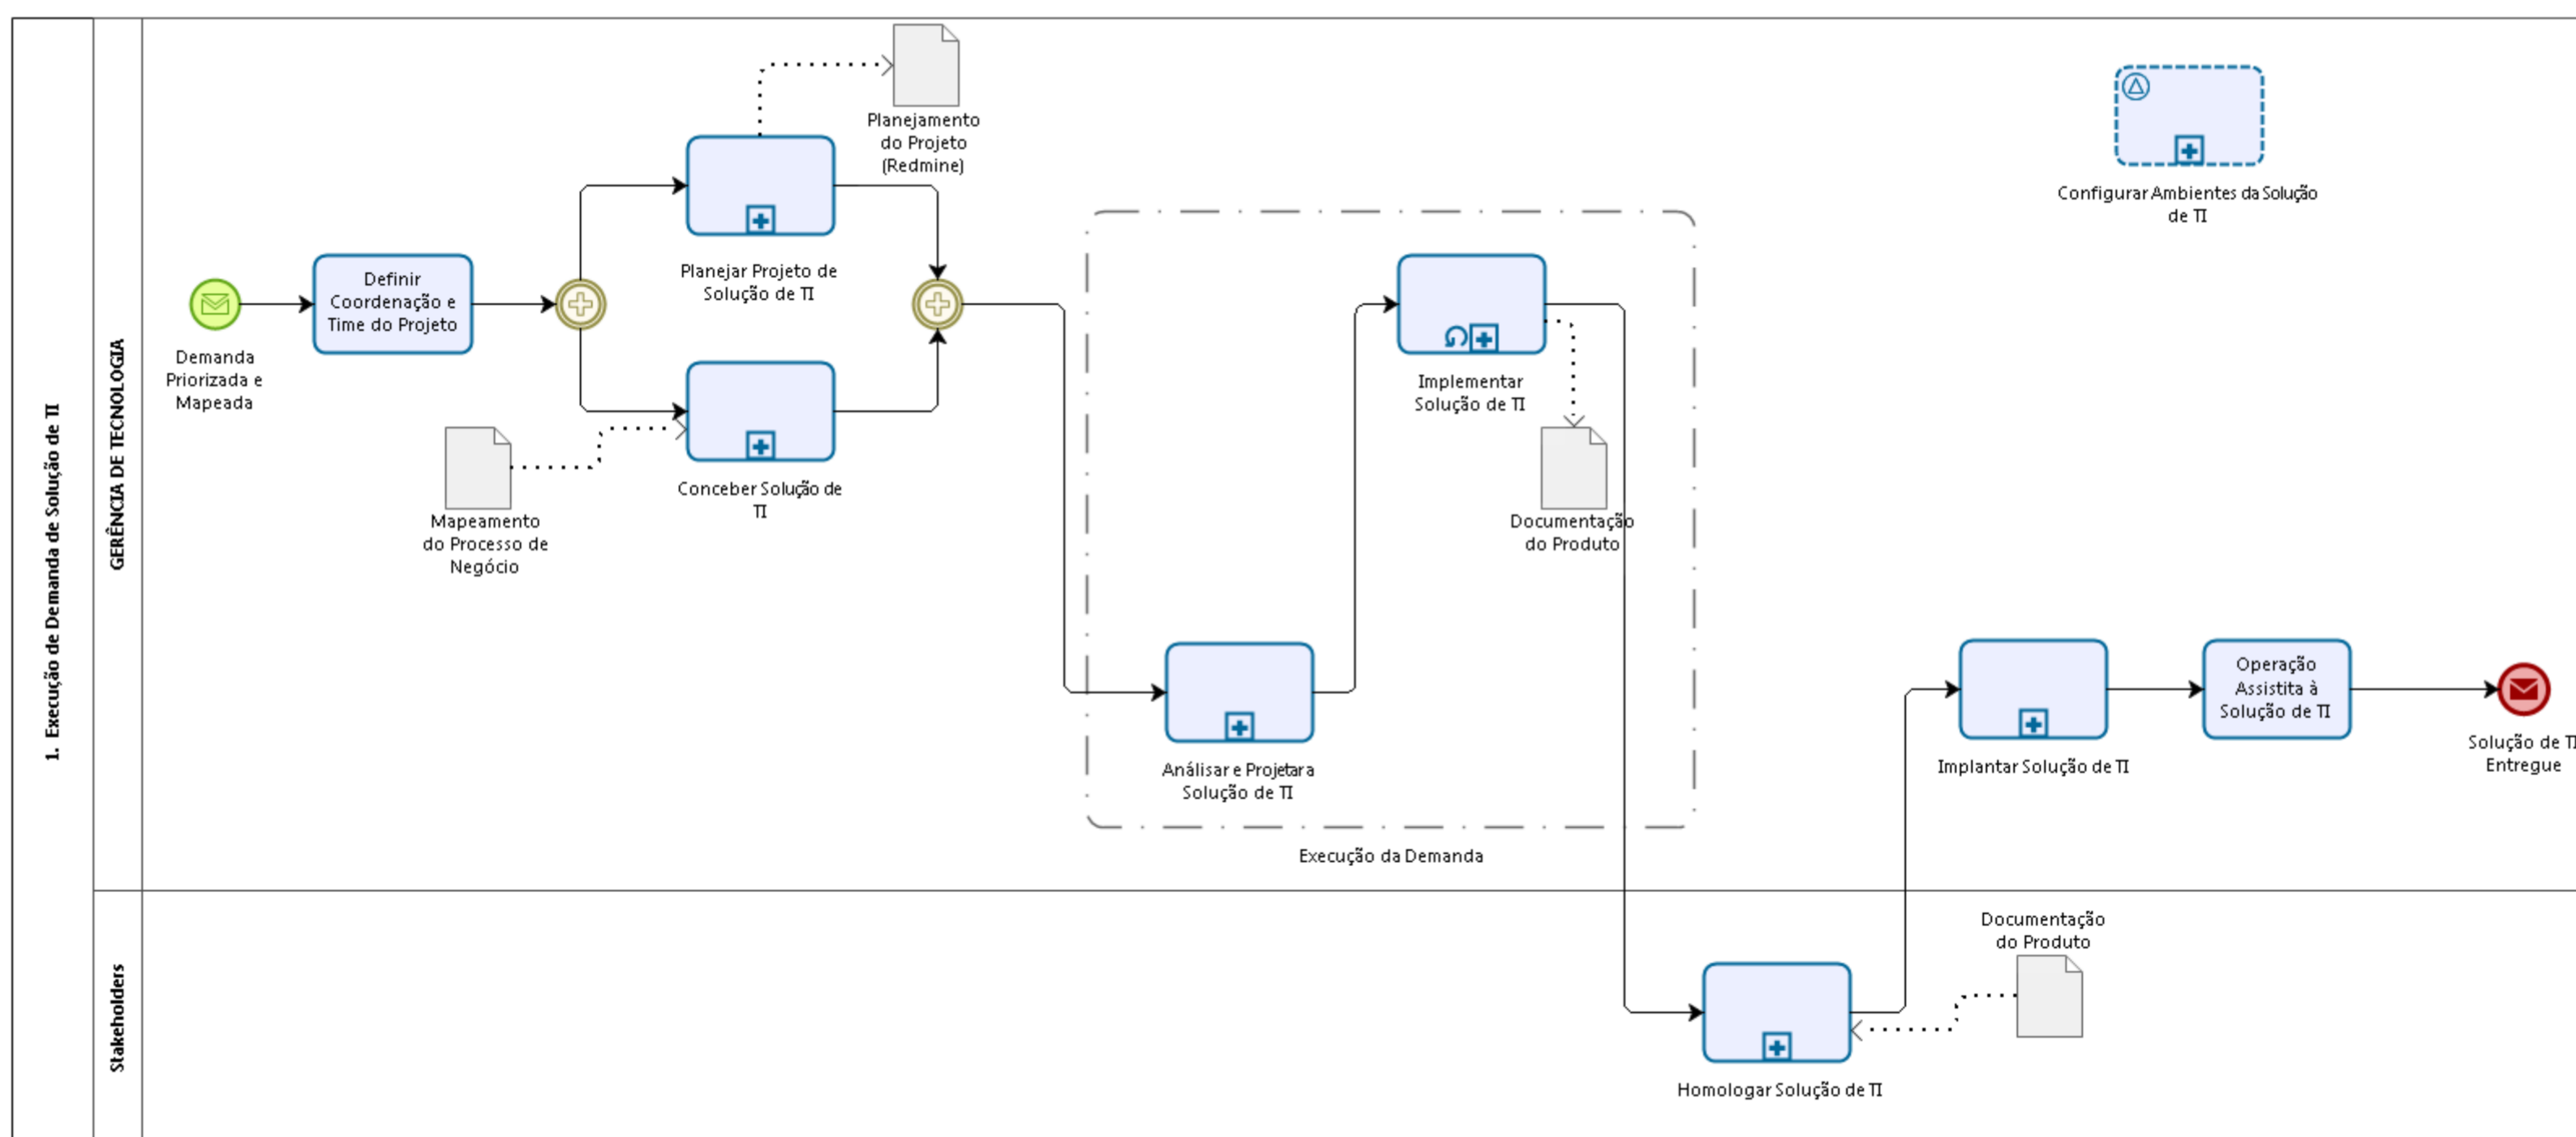 1. Execução de Demanda de Solução de TI
GERÊNCIA DE TECNOLOGIA
Demanda
Priorizada e
Mapeada
Definir
Coordenação e
Time do Projeto
Planejamento
do Projeto
(Redmine)
Planejar Projeto de
Solução de TI
Mapeamento
do Processo de
Negócio
Conceber Solução de
TI
Análisar e Projetar a
Solução de TI
Implementar
Solução de TI
Documentação
do Produto
Execução da Demanda
Configurar Ambientes da Solução
de TI
Implantar Solução de TI
Operação
Assistita à
Solução de TI
Solução de TI
Entregue
Stakeholders
Homologar Solução de TI
Documentação
do Produto